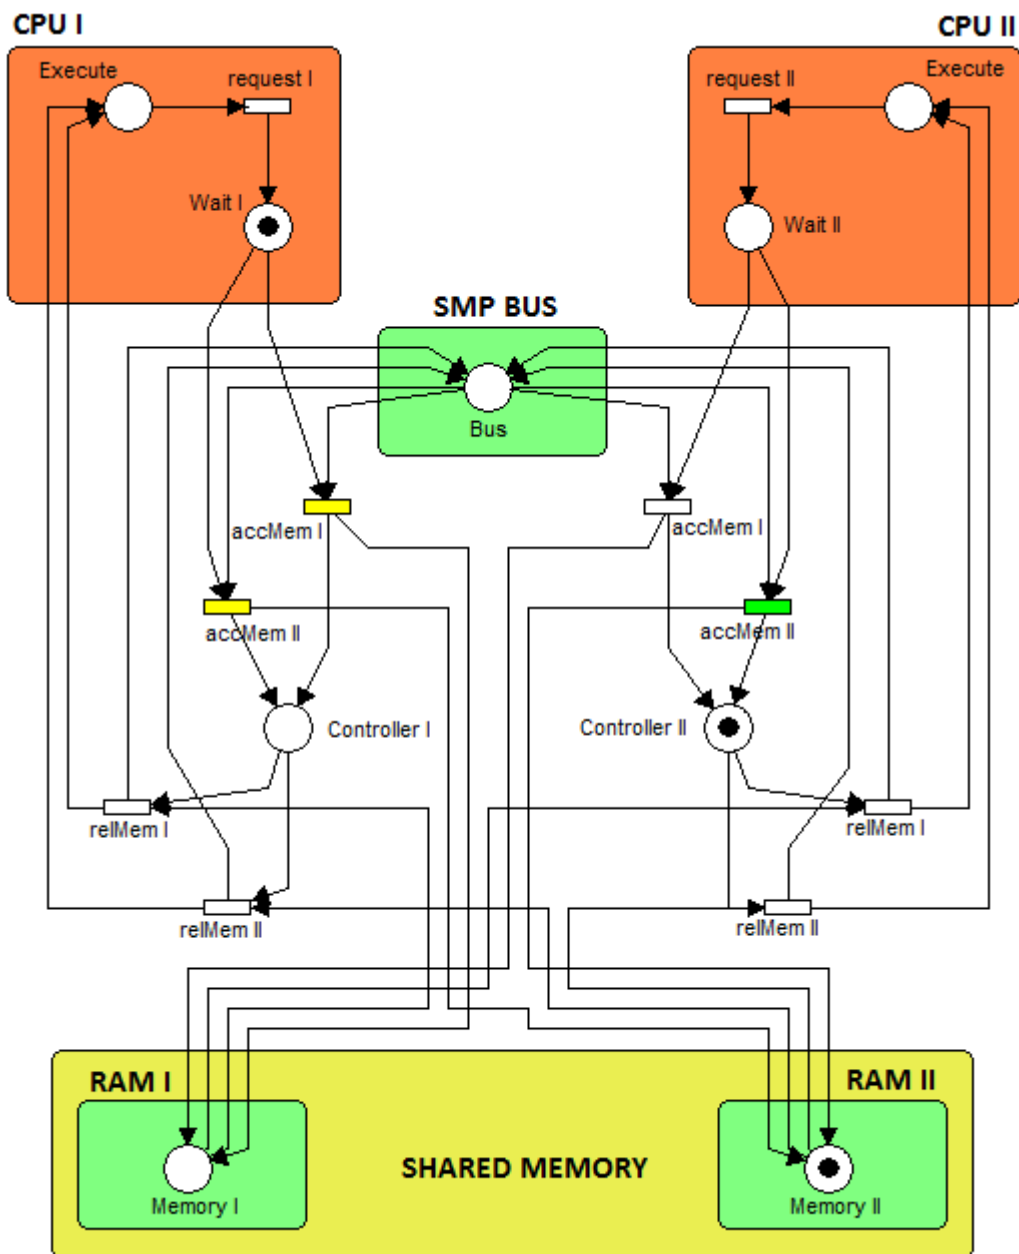 CPU I
CPU II
Execute
request I
request II
Execute
Wait I
Wait II
SMP BUS
Bus
accMem I
accMem I
accMem II
accMem II
Controller I
Controller II
relMem I
relMem I
relMem II
relMem II
RAM I
RAM II
SHARED MEMORY
Memory I
Memory II